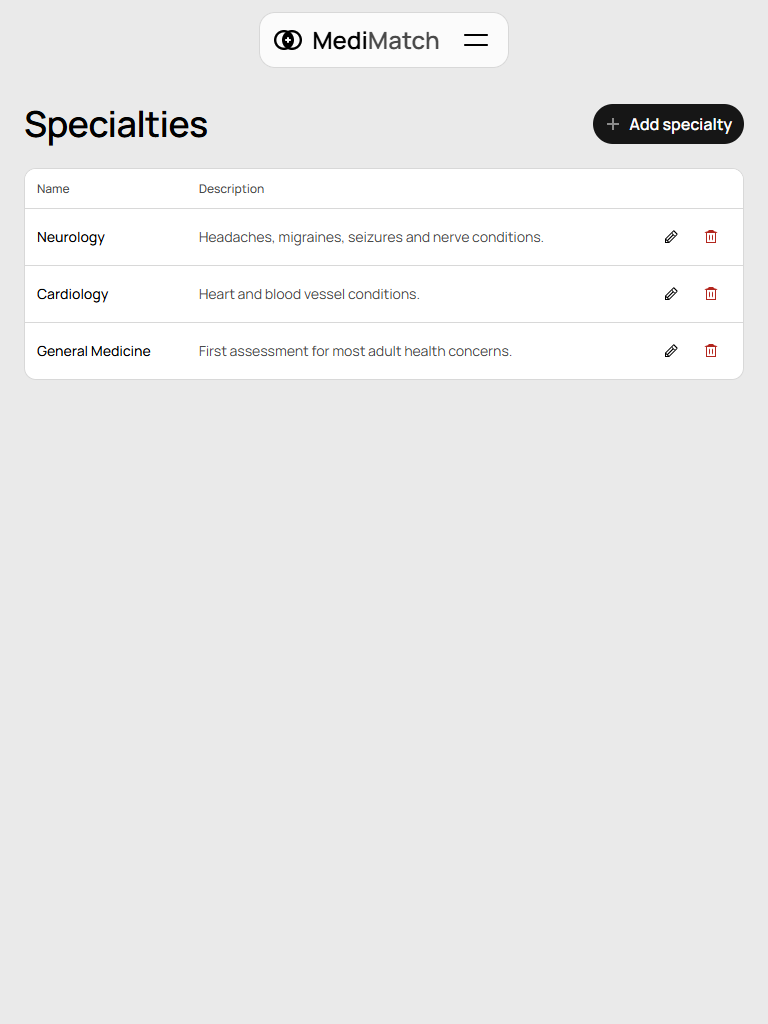 MediMatch
Specialties
Add specialty
Name Description
Neurology Headaches, migraines, seizures and nerve conditions.
Cardiology Heart and blood vessel conditions.
General Medicine First assessment for most adult health concerns.